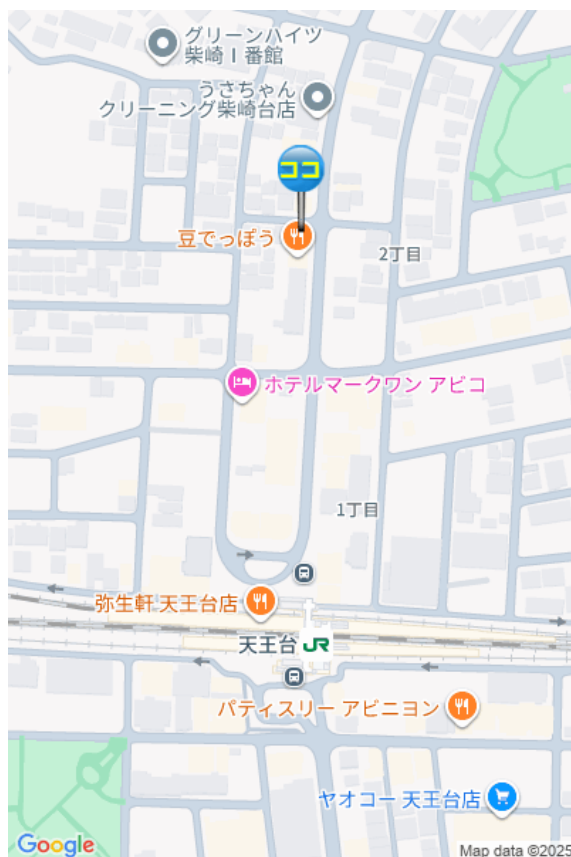 グリーンハイツ
柴崎Ⅰ番館
うさちゃん
クリーニング柴崎台店
ココ
豆でっぽう
2丁目
ホテルマークワン アビコ
1丁目
弥生軒 天王台店
天王台 JR
パティスリー アビニヨン
ヤオコー 天王台店
Google
Map data ©2025